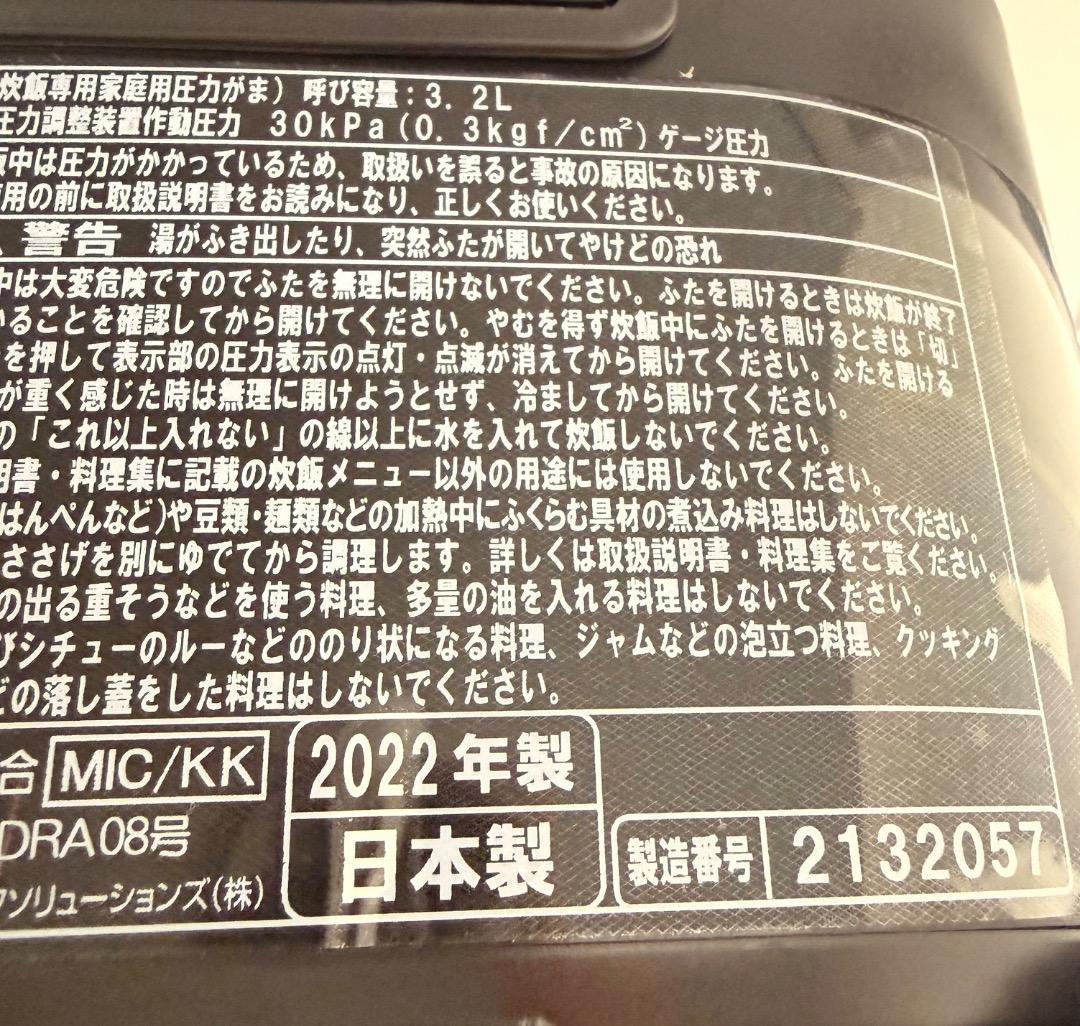 炊飯専用家庭用圧力がま) 呼び容量:3.2L
圧力調整装置作動圧力 30kPa(0.3kgf/cm²)ゲージ圧力
中は圧力がかかっているため、取扱いを誤ると事故の原因になります。
用の前に取扱説明書をお読みになり、正しくお使いください。
警告 湯がふき出したり、突然ふたが開いてやけどの恐れ
中は大変危険ですのでふたを無理に開けないでください。ふたを開けるときは炊飯が終了
いることを確認してから開けてください。やむを得ず炊飯中にふたを開けるときは「切」
を押して表示部の圧力表示の点灯・点滅が消えてから開けてください。ふたを開ける
が重く感じた時は無理に開けようとせず、冷ましてから開けてください。
の「これ以上入れない」の線以上に水を入れて炊飯しないでください。
明書・料理集に記載の炊飯メニュー以外の用途には使用しないでください。
はんぺんなど)や豆類・麺類などの加熱中にふくらむ具材の煮込み料理はしないでください。
ささげを別にゆでてから調理します。詳しくは取扱説明書・料理集をご覧ください。
の出る重そうなどを使う料理、多量の油を入れる料理はしないでください。
びシチューのルーなどののり状になる料理、ジャムなどの泡立つ料理、クッキング
どの落し蓋をした料理はしないでください。
合 MIC/KK
2022年製
DRA08号
日本製
製造番号 2132057
ソリューションズ(株)